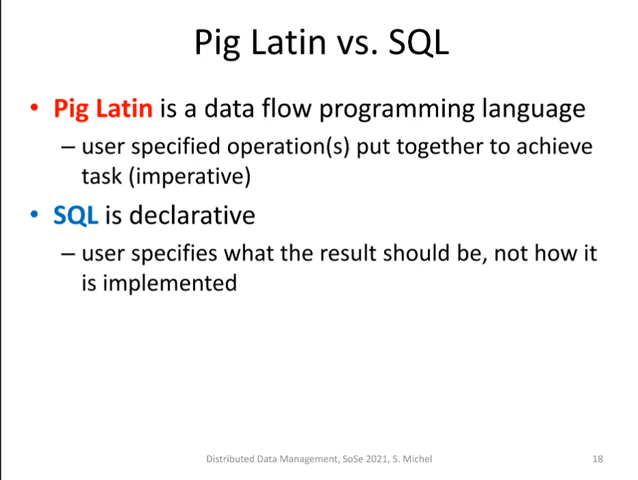 Pig Latin vs. SQL
• Pig Latin is a data flow programming language
– user specified operation(s) put together to achieve
task (imperative)
• SQL is declarative
– user specifies what the result should be, not how it
is implemented
Distributed Data Management, SoSe 2021, S. Michel
18